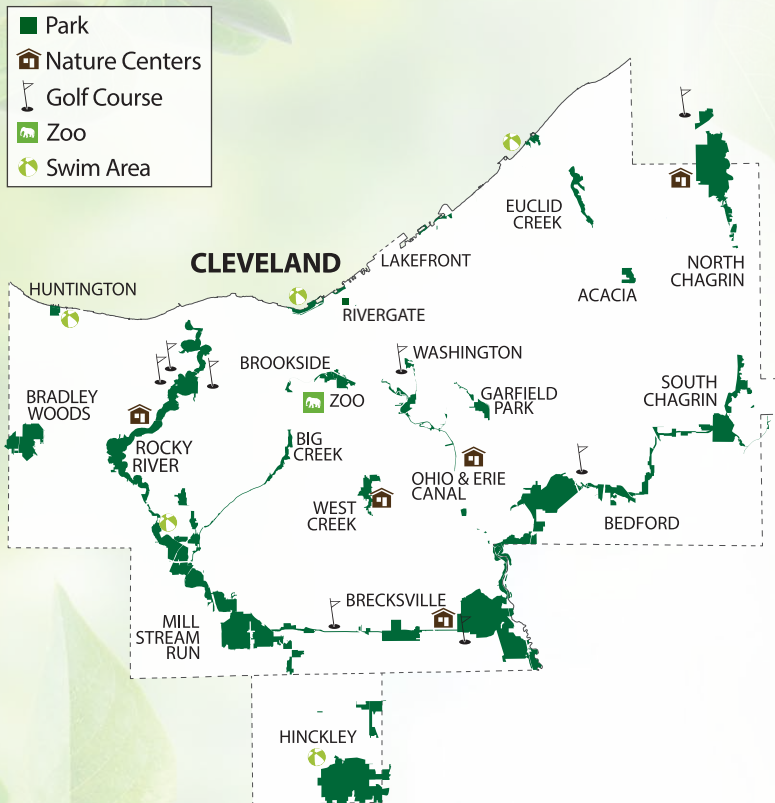 Park
Nature Centers
Golf Course
Zoo
Swim Area
EUCLID
CREEK
CLEVELAND
LAKEFRONT
NORTH
CHAGRIN
HUNTINGTON
ACACIA
RIVERGATE
BROOKSIDE
WASHINGTON
ZOO
GARFIELD
PARK
SOUTH
CHAGRIN
BRADLEY
WOODS
ROCKY
RIVER
BIG
CREEK
OHIO & ERIE
CANAL
WEST
CREEK
BEDFORD
BRECKSVILLE
MILL
STREAM
RUN
HINCKLEY